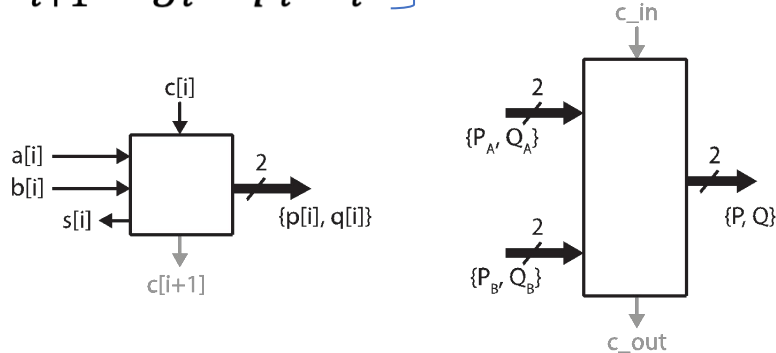 c_in
c[i]
a[i]
b[i]
s[i]
2
{p[i], q[i]}
c[i+1]
2
{P_A, Q_A}
2
{P_B, Q_B}
2
{P, Q}
c_out